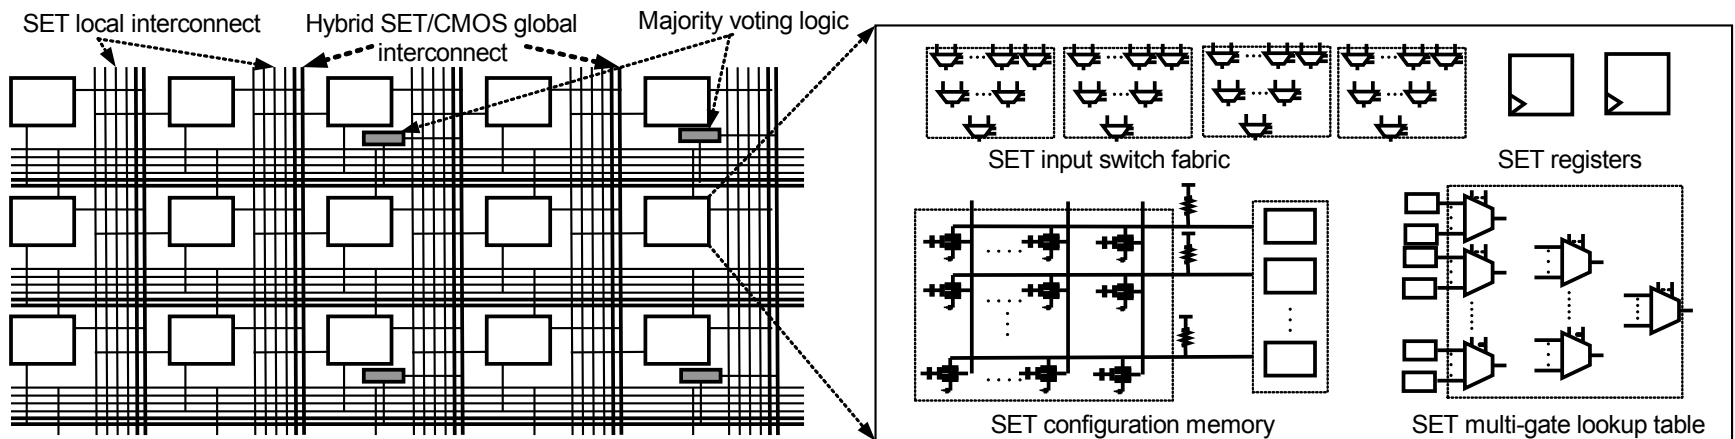 SET local interconnect
Hybrid SET/CMOS global
interconnect
Majority voting logic
SET input switch fabric
SET registers
SET configuration memory
SET multi-gate lookup table